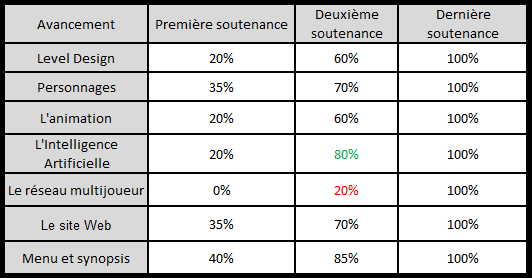 Avancement Première soutenance Deuxième soutenance Dernière soutenance
Level Design 20% 60% 100%
Personnages 35% 70% 100%
L'animation 20% 60% 100%
L'Intelligence Artificielle 20% 80% 100%
Le réseau multijoueur 0% 20% 100%
Le site Web 35% 70% 100%
Menu et synopsis 40% 85% 100%